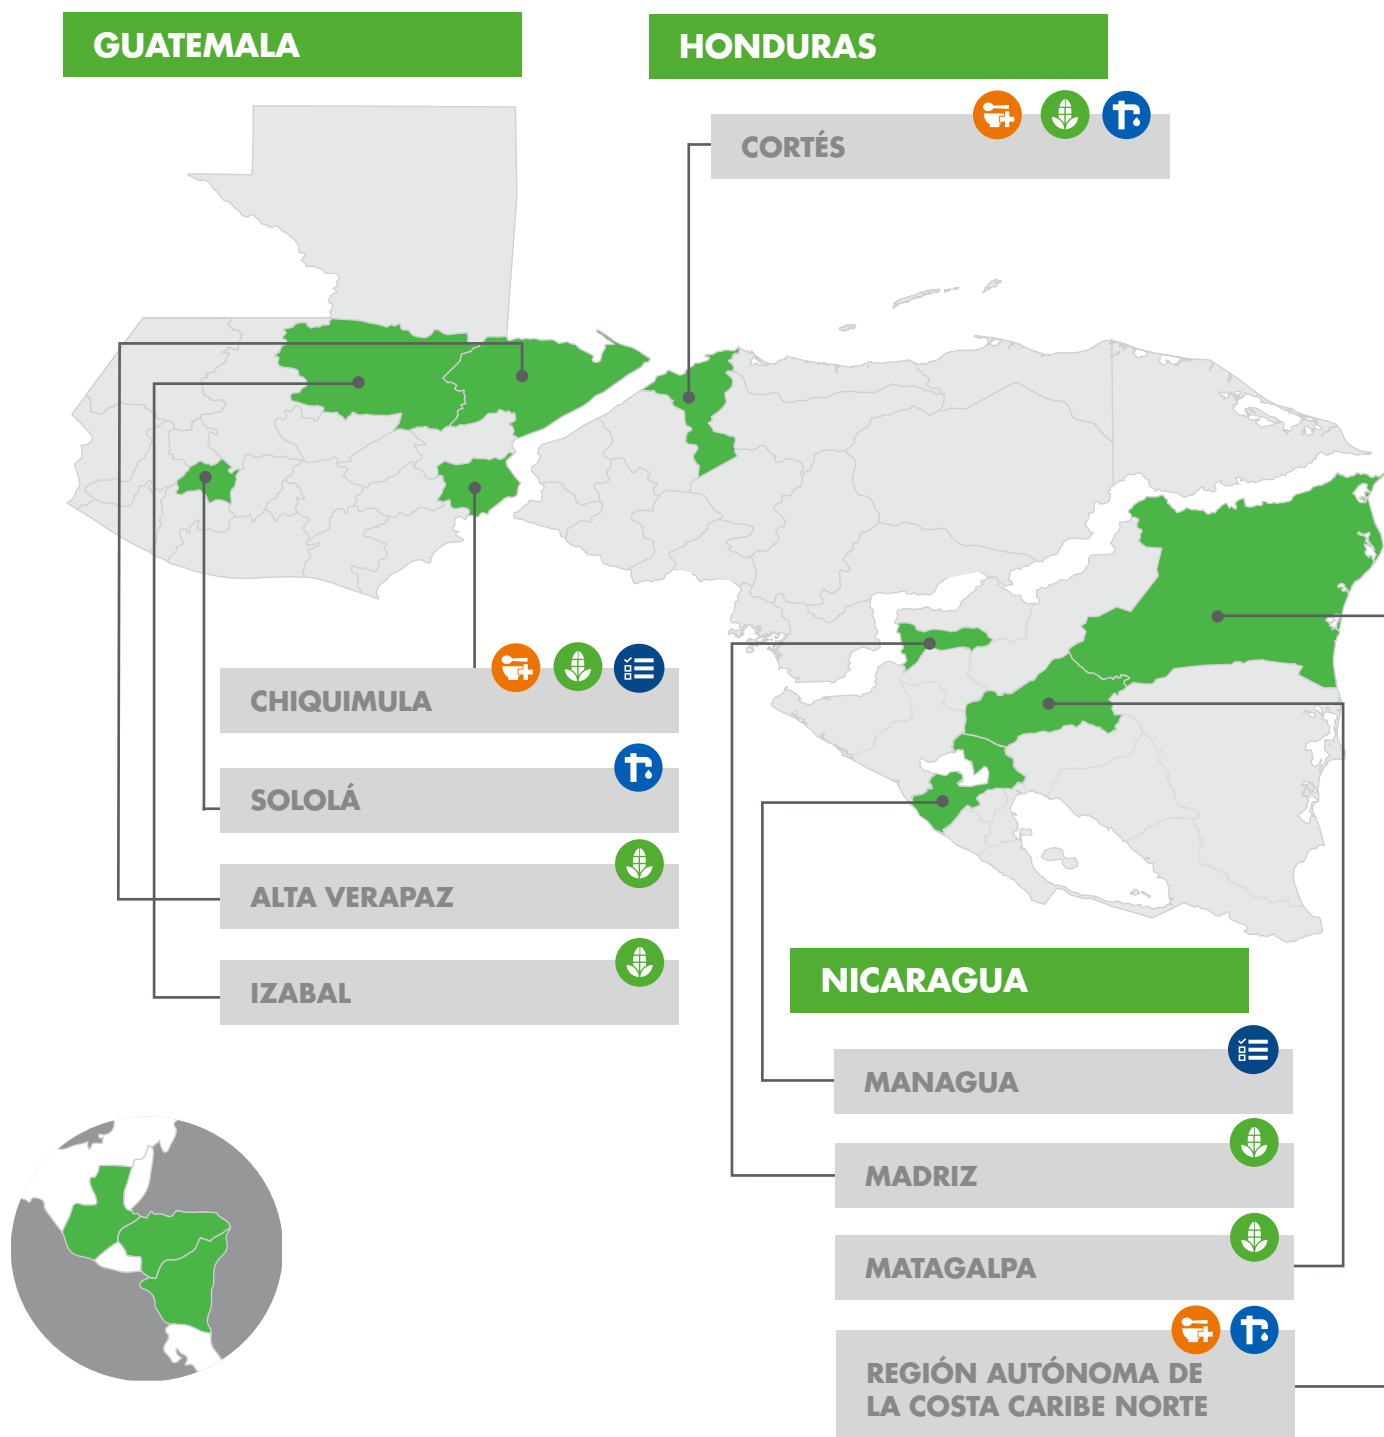 GUATEMALA
HONDURAS
CORTÉS
CHIQUIMULA
SOLOLÁ
ALTA VERAPAZ
IZABAL
NICARAGUA
MANAGUA
MADRIZ
MATAGALPA
REGIÓN AUTÓNOMA DE
LA COSTA CARIBE NORTE